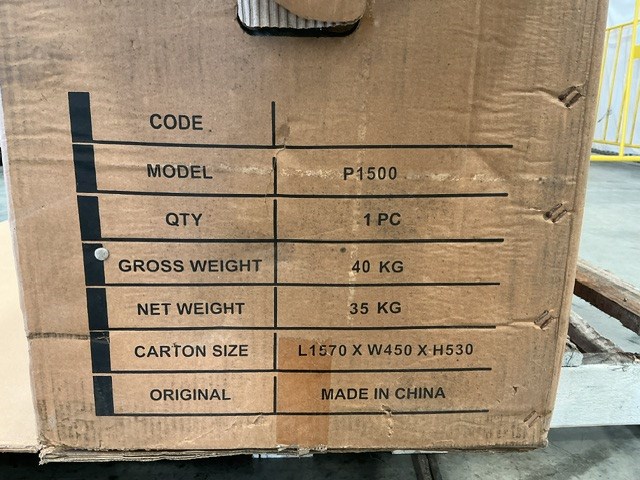 CODE
MODEL P1500
QTY 1 PC
GROSS WEIGHT 40 KG
NET WEIGHT 35 KG
CARTON SIZE L1570 X W450 X H530
ORIGINAL MADE IN CHINA